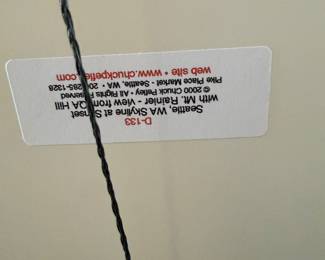 D-133
Seattle, WA Skyline at Sunset
with Mt. Rainier - View from QA Hill
© 2000 Chuck Pefley • All Rights Reserved
Pike Place Market - Seattle, WA • 206-285-1328
web site • www.chuckpefley.com